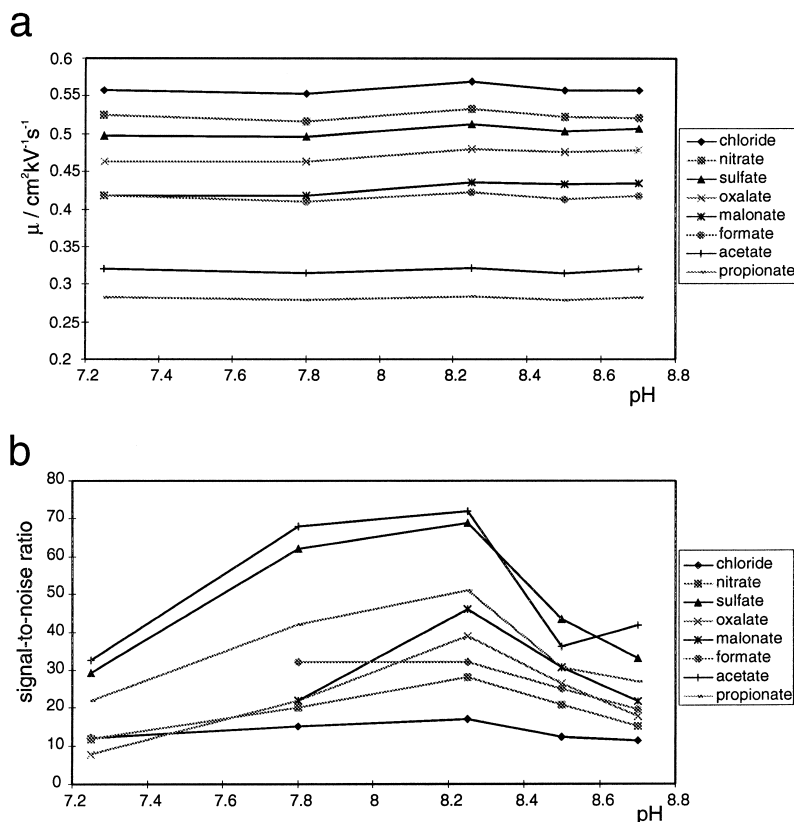 a
0.6
0.55
0.5
0.45
0.4
0.35
0.3
0.25
0.2
μ / cm²kV⁻¹s⁻¹
7.2 7.4 7.6 7.8 8 8.2 8.4 8.6 8.8
pH
chloride
nitrate
sulfate
oxalate
malonate
formate
acetate
propionate
b
80
70
60
50
40
30
20
10
0
signal-to-noise ratio
7.2 7.4 7.6 7.8 8 8.2 8.4 8.6 8.8
pH
chloride
nitrate
sulfate
oxalate
malonate
formate
acetate
propionate